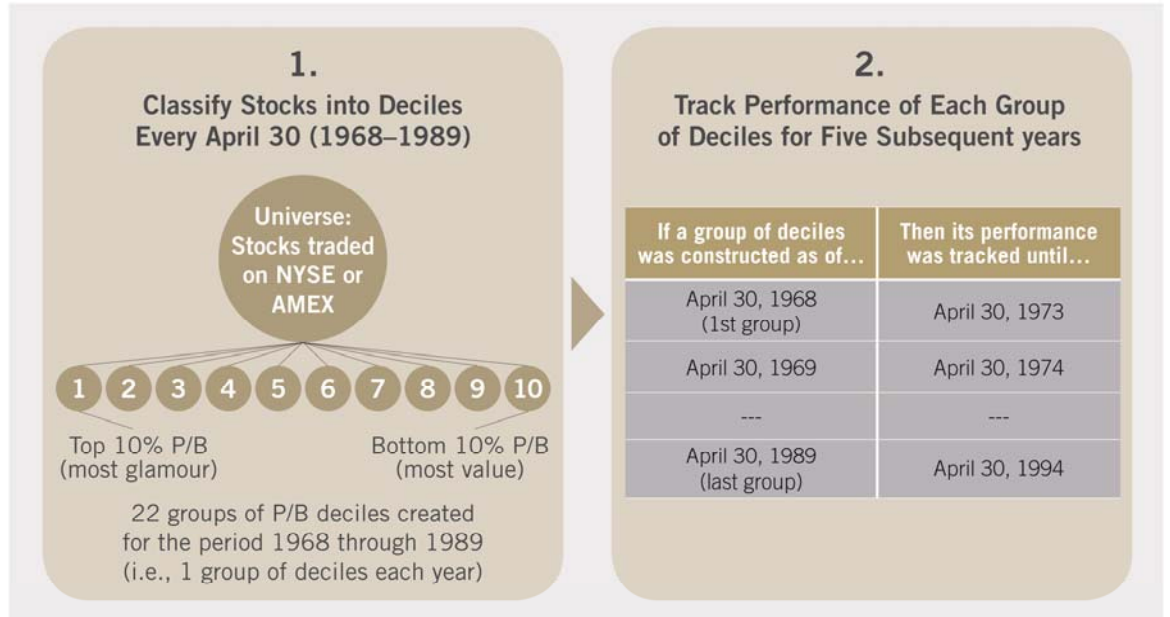 1.
Classify Stocks into Deciles
Every April 30 (1968–1989)
Universe:
Stocks traded
on NYSE or
AMEX
1 2 3 4 5 6 7 8 9 10
Top 10% P/B
(most glamour)
Bottom 10% P/B
(most value)
22 groups of P/B deciles created
for the period 1968 through 1989
(i.e., 1 group of deciles each year)
2.
Track Performance of Each Group
of Deciles for Five Subsequent years
If a group of deciles
was constructed as of...
Then its performance
was tracked until...
April 30, 1968
(1st group)
April 30, 1973
April 30, 1969
April 30, 1974
---
---
April 30, 1989
(last group)
April 30, 1994